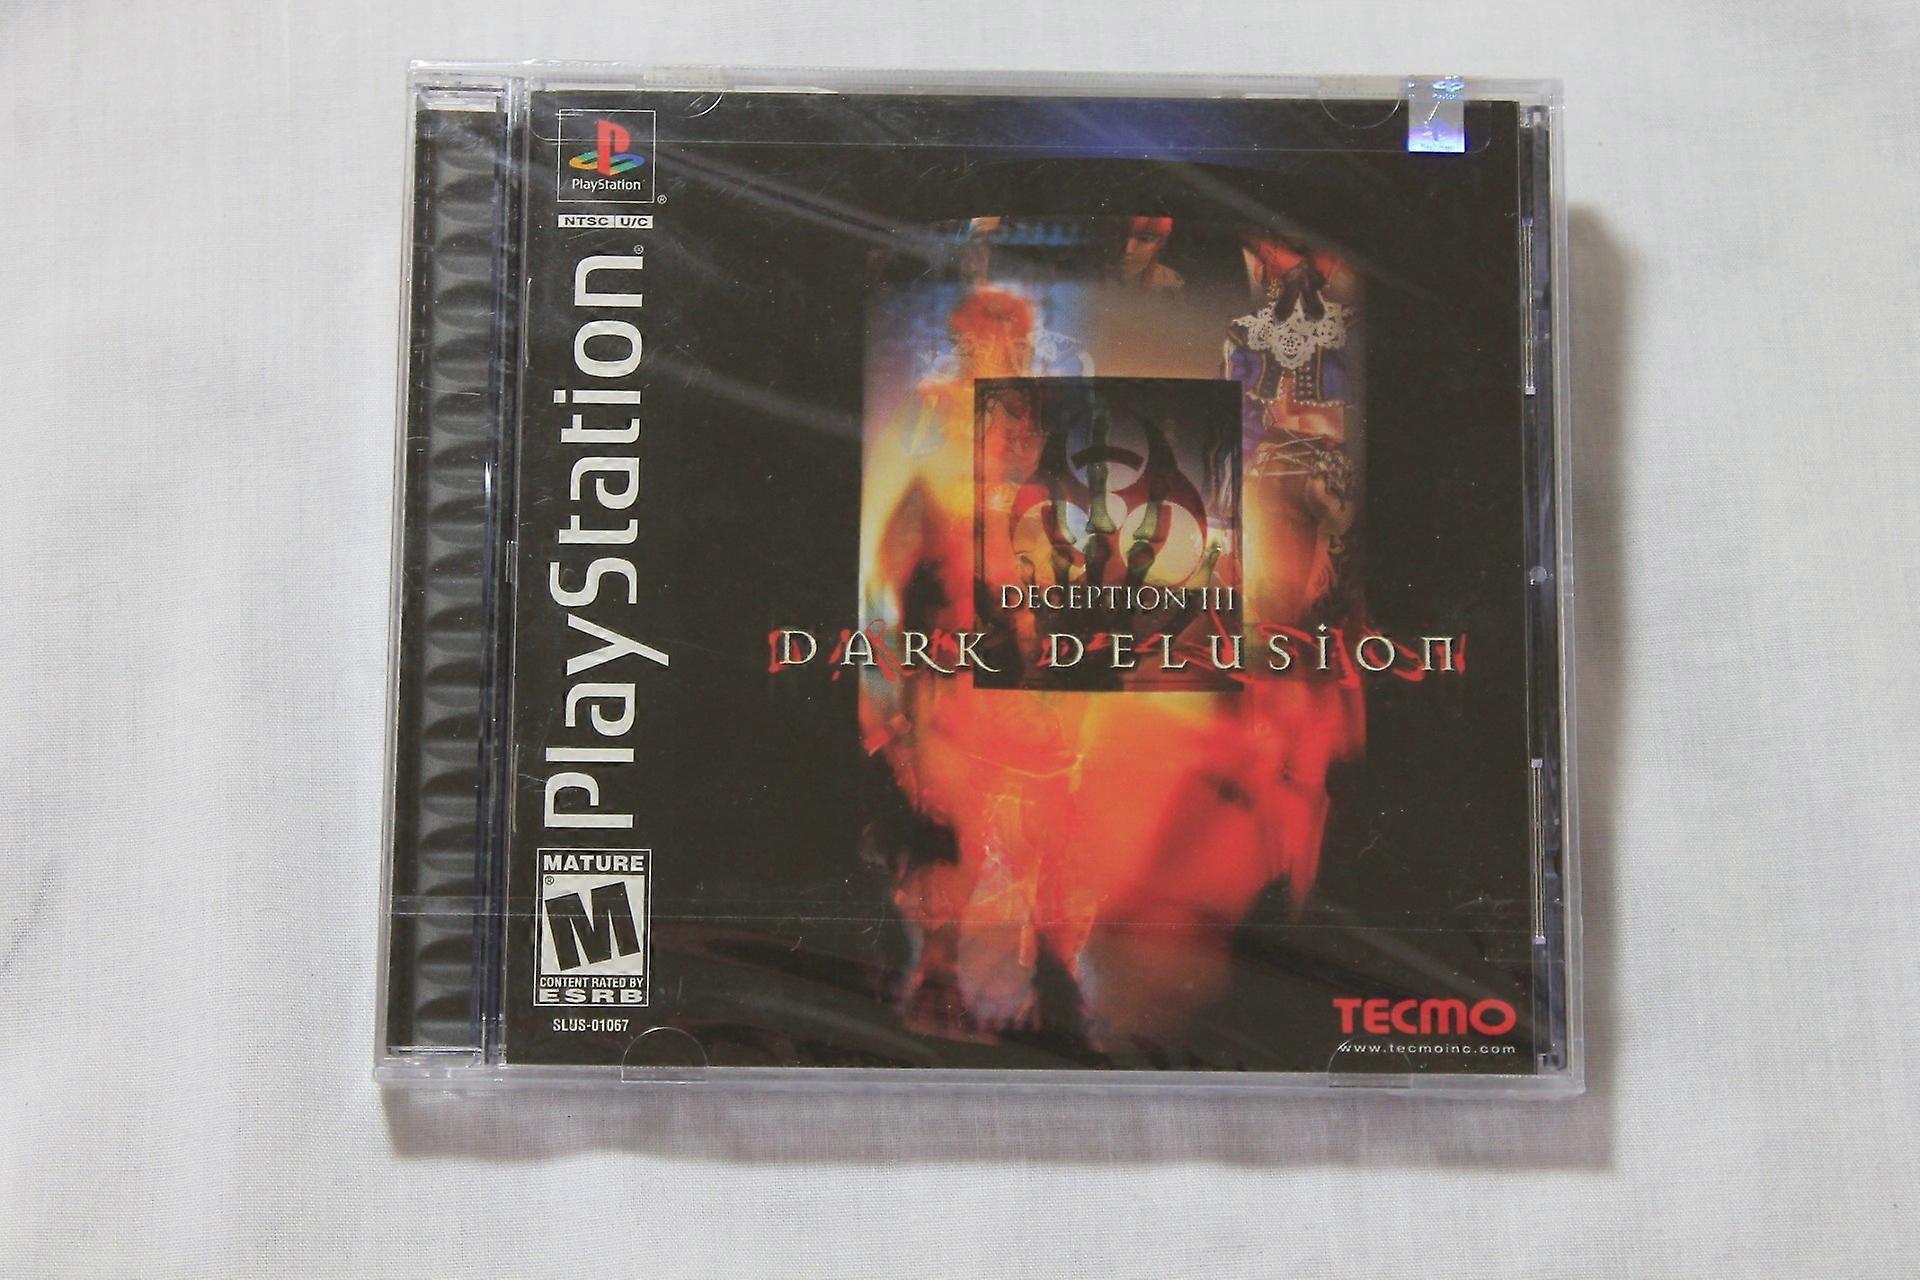 PlayStation
NTSC U/C
PlayStation
DECEPTION III
DARK DELUSION
MATURE
M
CONTENT RATED BY
ESRB
SLUS-01067
TECMO
www.tecmoinc.com